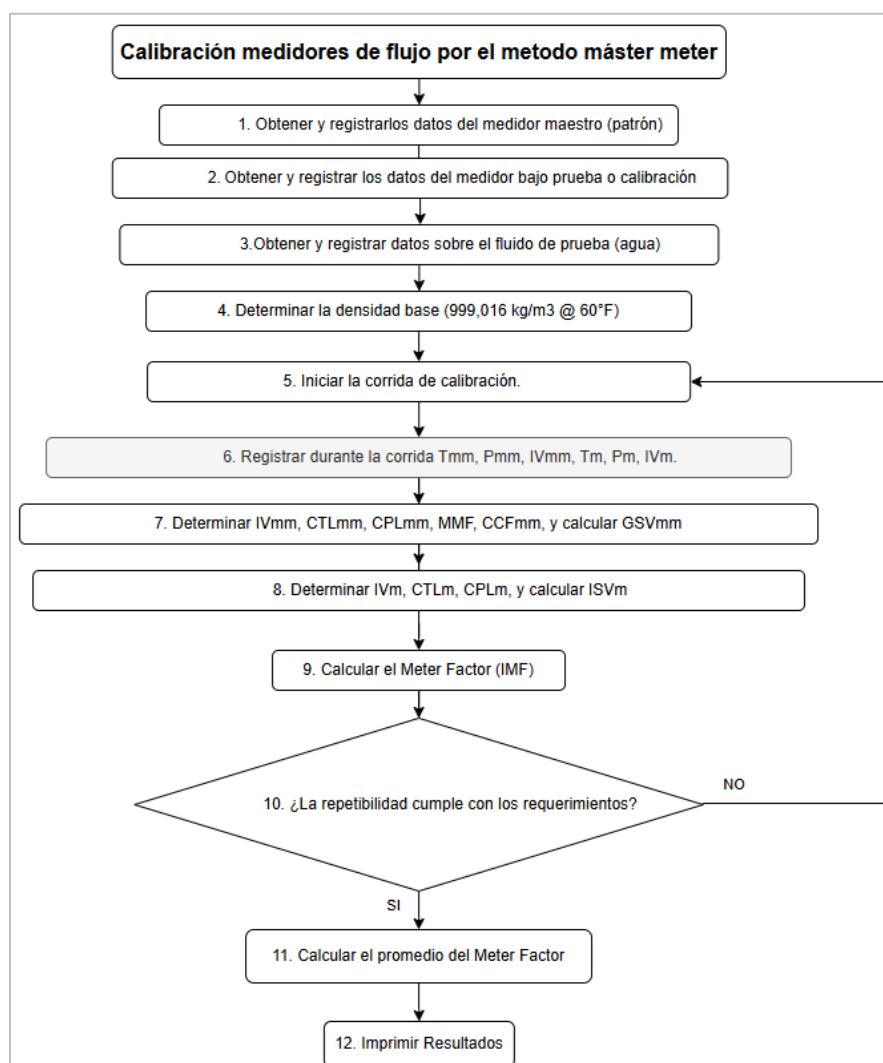 Calibración medidores de flujo por el metodo máster meter
1. Obtener y registrarlos datos del medidor maestro (patrón)
2. Obtener y registrar los datos del medidor bajo prueba o calibración
3.Obtener y registrar datos sobre el fluido de prueba (agua)
4. Determinar la densidad base (999,016 kg/m3 @ 60°F)
5. Iniciar la corrida de calibración.
6. Registrar durante la corrida Tmm, Pmm, IVmm, Tm, Pm, IVm.
7. Determinar IVmm, CTLmm, CPLmm, MMF, CCFmm, y calcular GSVmm
8. Determinar IVm, CTLm, CPLm, y calcular ISVm
9. Calcular el Meter Factor (IMF)
10. ¿La repetibilidad cumple con los requerimientos?
NO
SI
11. Calcular el promedio del Meter Factor
12. Imprimir Resultados